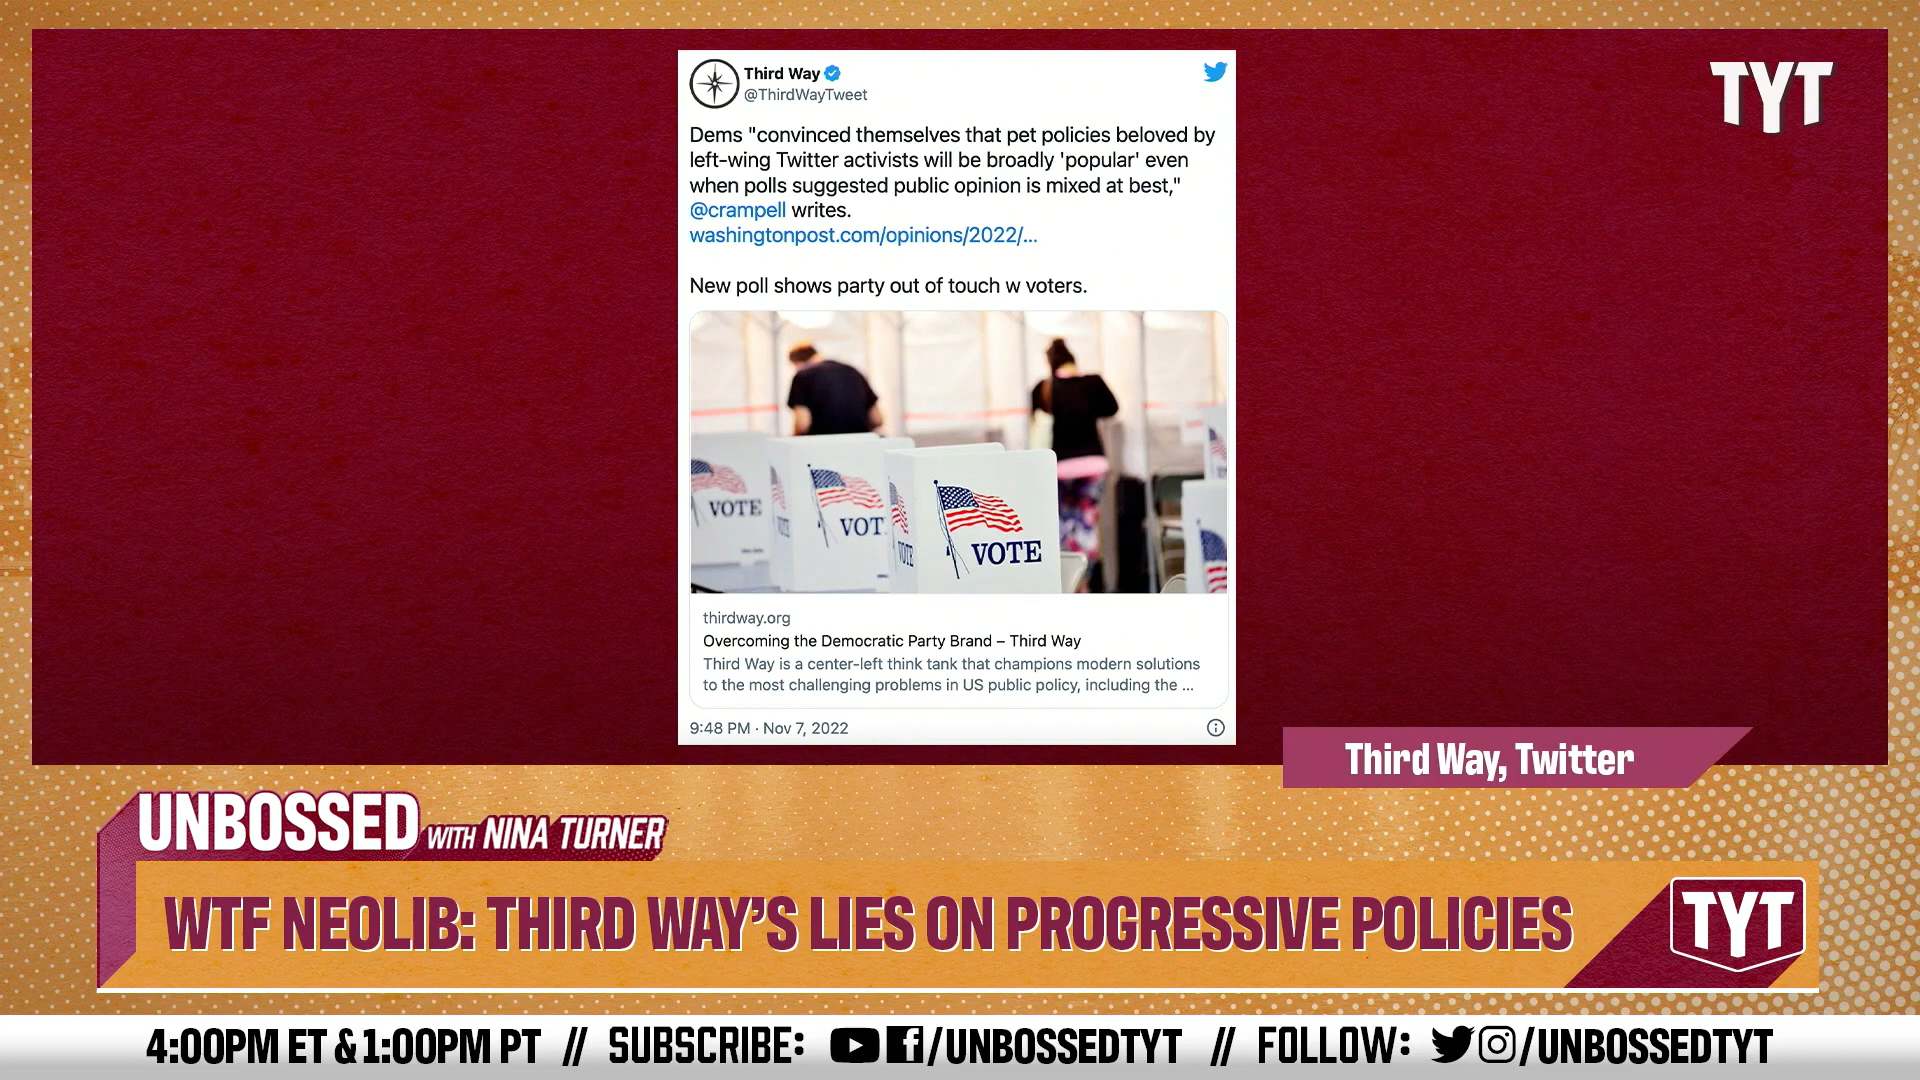 TYT
Third Way
@ThirdWayTweet
Dems "convinced themselves that pet policies beloved by
left-wing Twitter activists will be broadly 'popular' even
when polls suggested public opinion is mixed at best,"
@crampell writes.
washingtonpost.com/opinions/2022/...
New poll shows party out of touch w voters.
VOTE
VOT
VOTE
VOTE
thirdway.org
Overcoming the Democratic Party Brand – Third Way
Third Way is a center-left think tank that champions modern solutions
to the most challenging problems in US public policy, including the ...
9:48 PM · Nov 7, 2022
Third Way, Twitter
UNBOSSED WITH NINA TURNER
WTF NEOLIB: THIRD WAY'S LIES ON PROGRESSIVE POLICIES
TYT
4:00PM ET & 1:00PM PT // SUBSCRIBE: /UNBOSSEDTYT // FOLLOW: /UNBOSSEDTYT